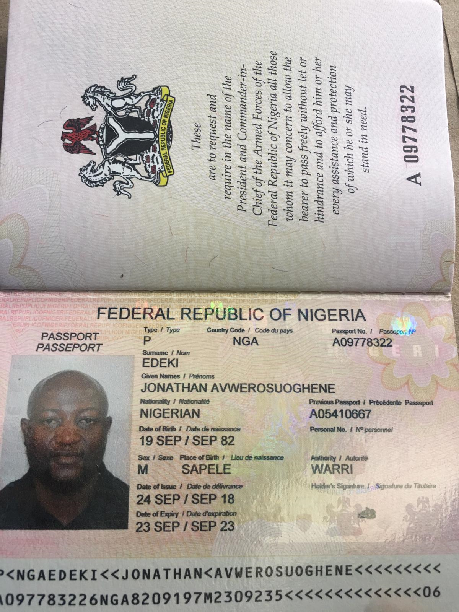 These
are to request and
require in the name of the
President and Commander-in-
Chief of the Armed Forces of the
Federal Republic of Nigeria all those
whom it may concern to allow the
bearer to pass freely without let or
hindrance and to afford him or her
every assistance and protection
of which he or she may
stand in need.
A 09778322
FEDERAL REPUBLIC OF NIGERIA
PASSPORT
PASSEPORT
Type / Type Country Code / Code du pays Passport No. / Passeport N°
P NGA A09778322
Surname / Nom
EDEKI
Given Names / Prénoms
JONATHAN AVWEROSUOGHENE
Nationality / Nationalité Previous Passport / Précédente Passeport
NIGERIAN A05410667
Date of Birth / Date de naissance Personal No. / N° personnel
19 SEP / SEP 82
Sex / Sexe Place of Birth / Lieu de naissance Authority / Autorité
M SAPELE WARRI
Date of Issue / Date de délivrance Holder's Signature / Signature du Titulaire
24 SEP / SEP 18
Date of Expiry / Date d'expiration
23 SEP / SEP 23
P<NGAEDEKI<<JONATHAN<AVWEROSUOGHENE<<<<<<<<<
A097783226NGA8209197M2309235<<<<<<<<<<<<<<06